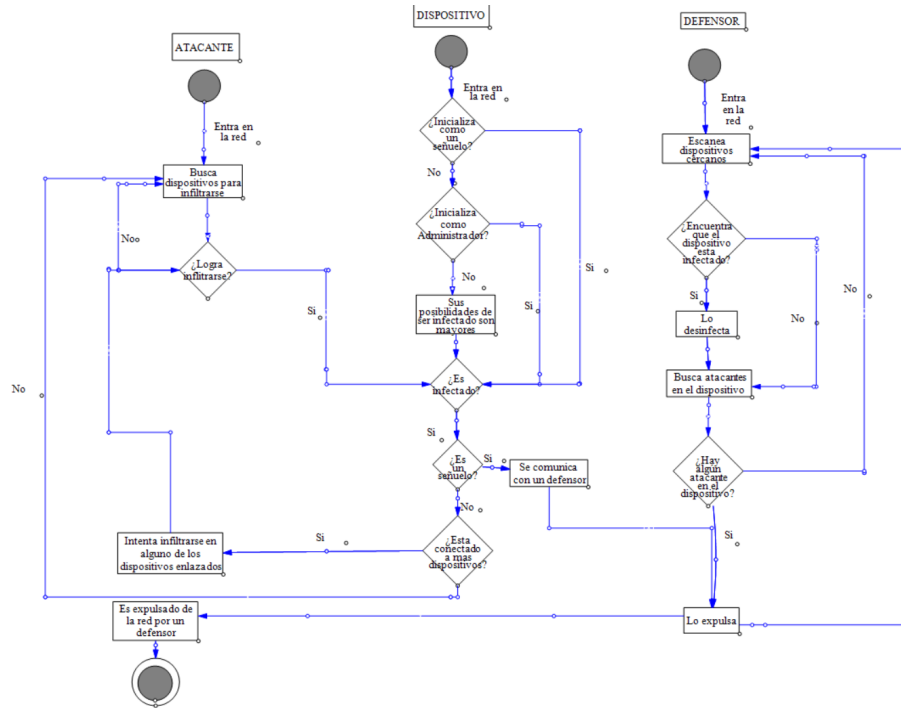 ATACANTE
Entra en
la red
Busca
dispositivos para
infiltrarse
No
¿Logra
inflitrarse?
Si
No
Intenta infiltrarse en
alguno de los
dispositivos enlazados
Es expulsado de
la red por un
defensor
DISPOSITIVO
Entra en
la red
¿Inicializa
como
un
señuelo?
No
Si
¿Inicializa
como
Administrador?
No
Si
Sus
posibilidades de
ser infectado son
mayores
¿Es
infectado?
Si
¿Es
un
señuelo?
Si
Se comunica
con un defensor
No
¿Esta
conectado
a mas
dispositivos?
Si
DEFENSOR
Entra
en la
red
Escanea
dispositivos
cercanos
¿Encuentra
que el
dispositivo
esta
infectado?
Si
No
Lo
desinfecta
Busca atacantes
en el dispositivo
¿Hay
algun
atacante
en el
dispositivo?
No
Si
Lo expulsa